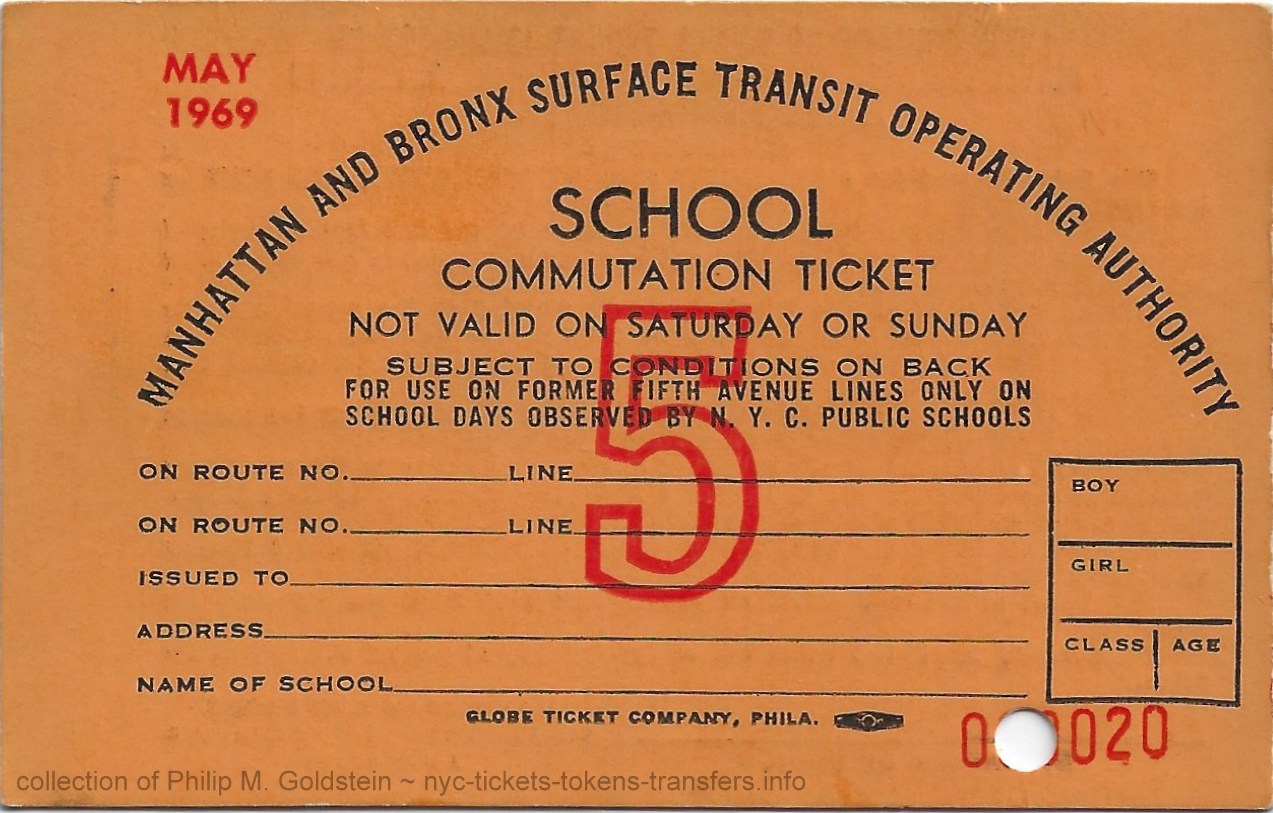 MAY
1969
MANHATTAN AND BRONX SURFACE TRANSIT OPERATING AUTHORITY
SCHOOL
COMMUTATION TICKET
NOT VALID ON SATURDAY OR SUNDAY
SUBJECT TO CONDITIONS ON BACK
FOR USE ON FORMER FIFTH AVENUE LINES ONLY ON
SCHOOL DAYS OBSERVED BY N. Y. C. PUBLIC SCHOOLS
5
ON ROUTE NO. LINE
ON ROUTE NO. LINE
ISSUED TO
ADDRESS
NAME OF SCHOOL
BOY
GIRL
CLASS AGE
GLOBE TICKET COMPANY, PHILA.
collection of Philip M. Goldstein ~ nyc-tickets-tokens-transfers.info